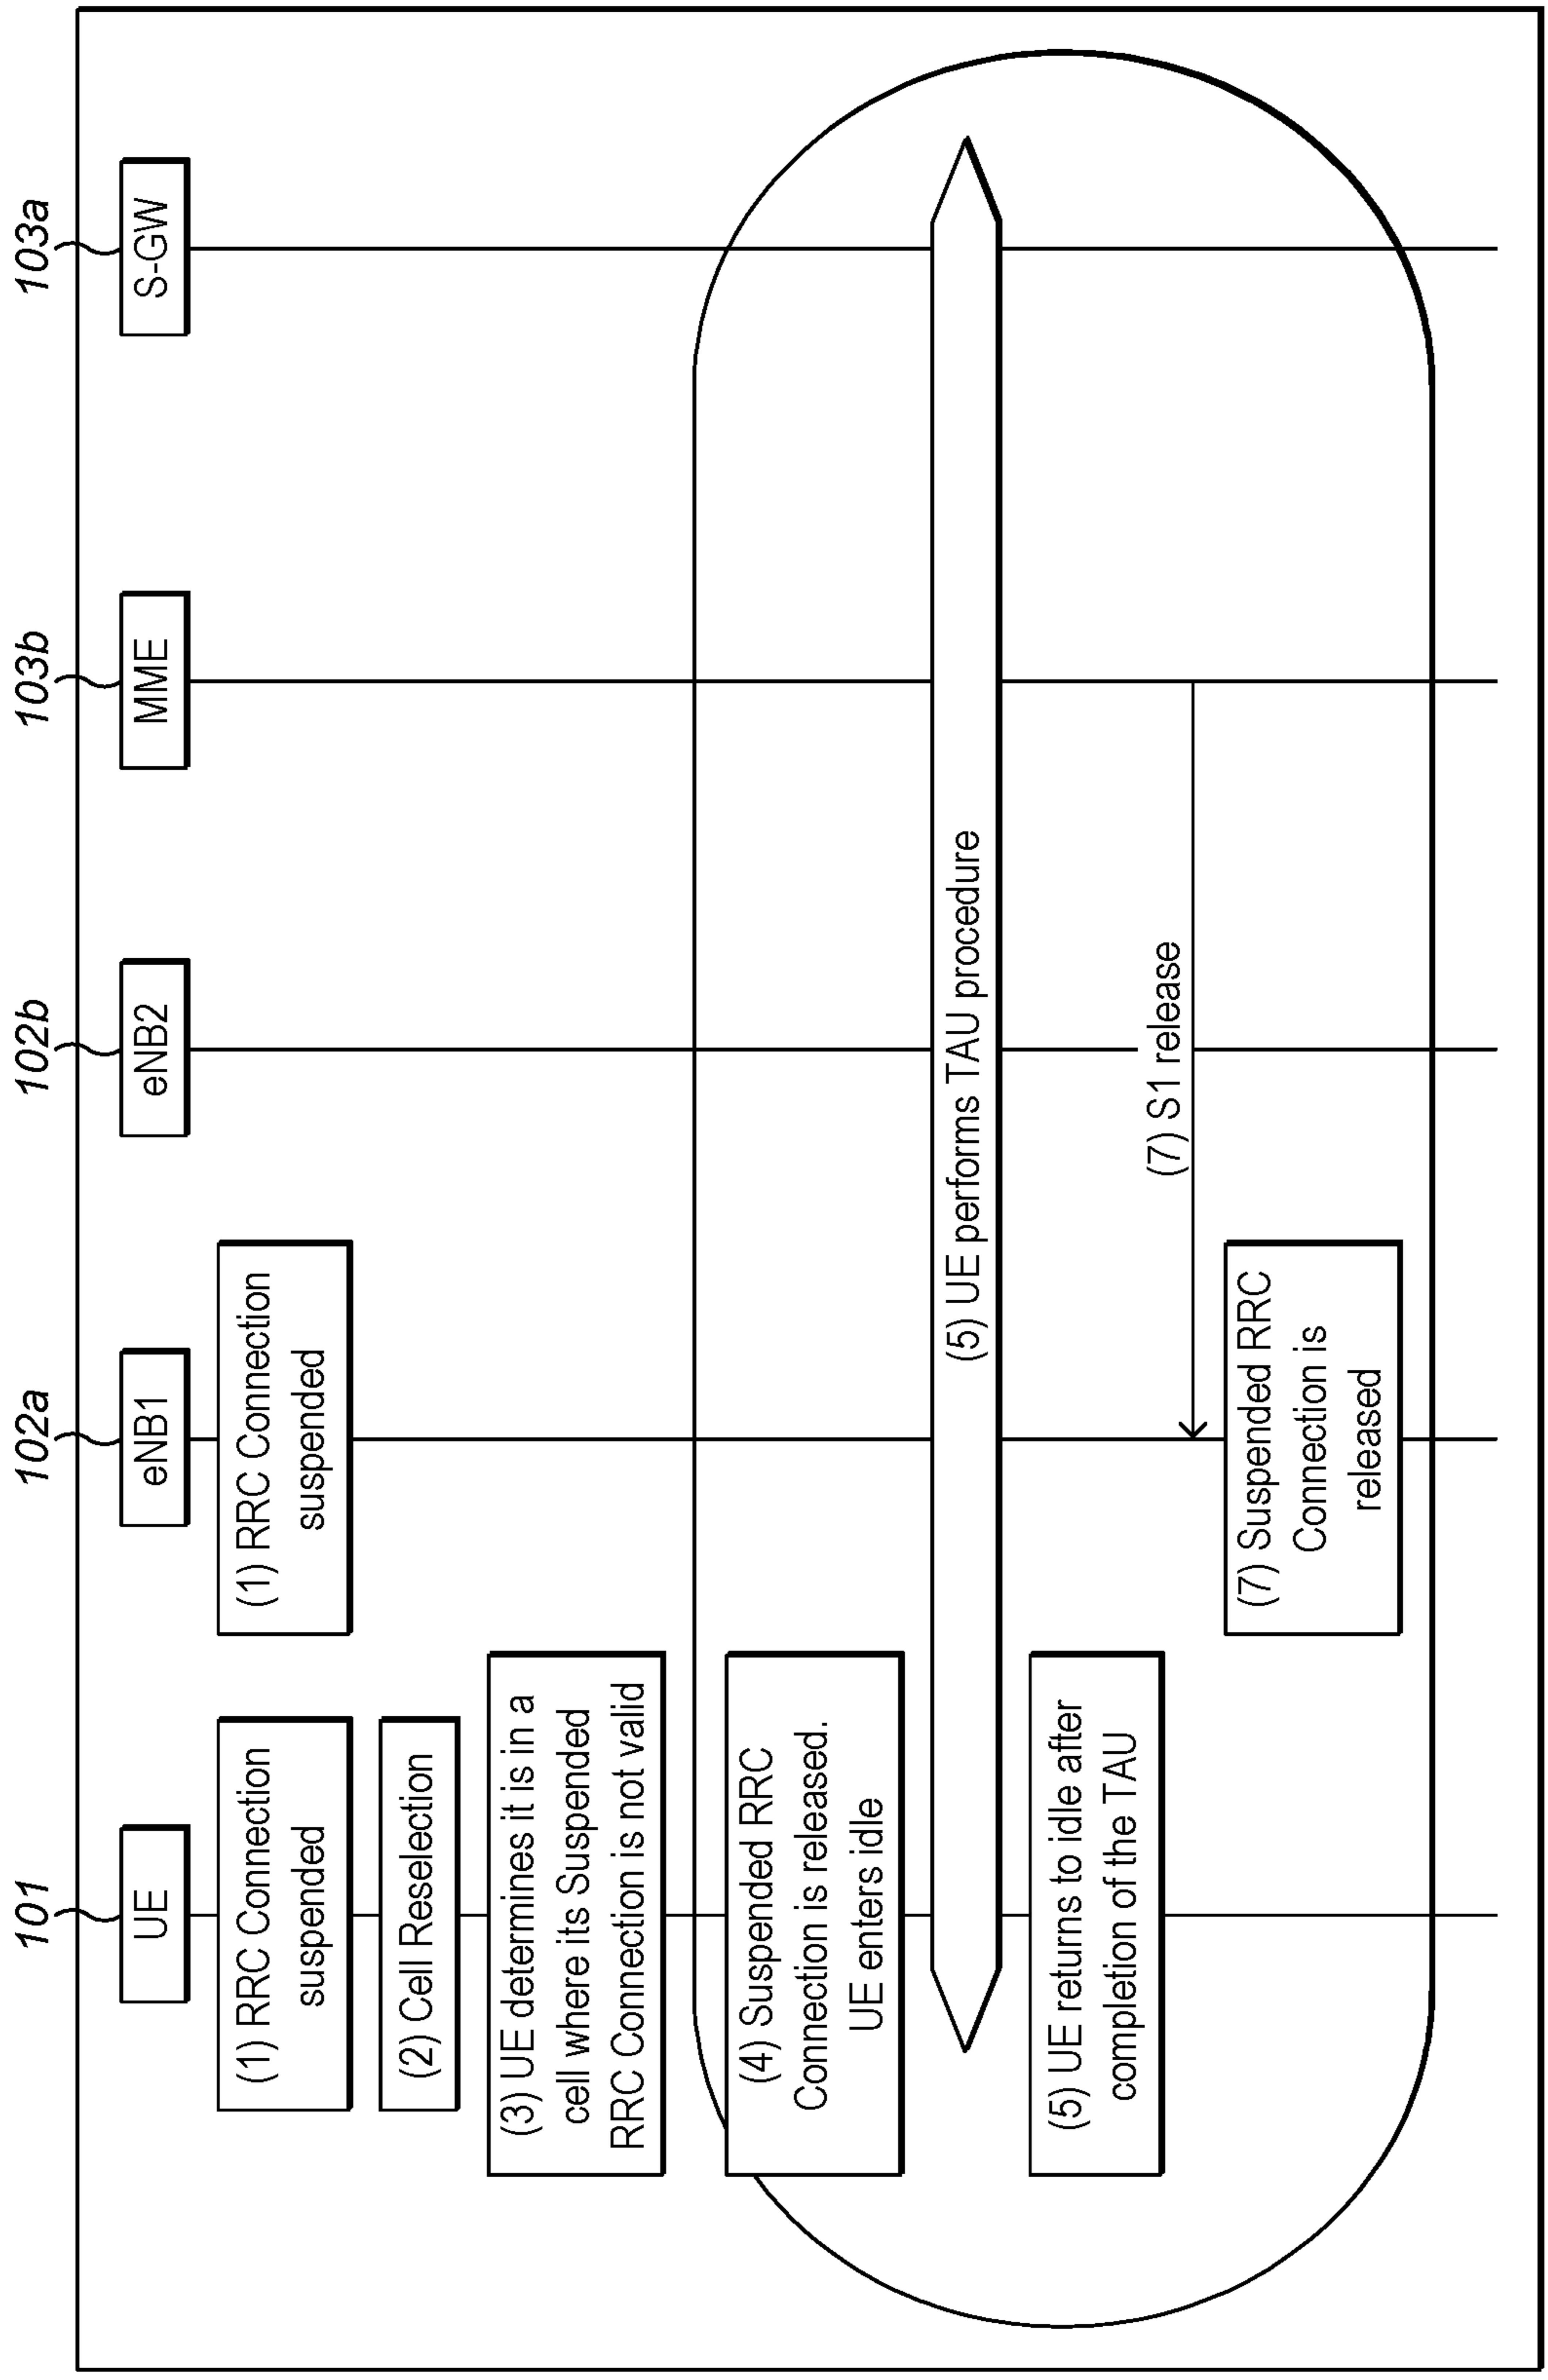 101
102a
102b
103b
103a
UE
eNB1
eNB2
MME
S-GW
(1) RRC Connection
suspended
(1) RRC Connection
suspended
(2) Cell Reselection
(3) UE determines it is in a
cell where its Suspended
RRC Connection is not valid
(4) Suspended RRC
Connection is released.
UE enters idle
(5) UE performs TAU procedure
(5) UE returns to idle after
completion of the TAU
(7) S1 release
(7) Suspended RRC
Connection is
released